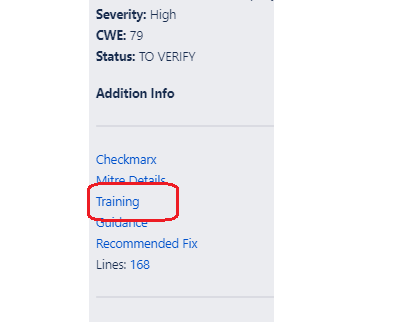 Severity: High
CWE: 79
Status: TO VERIFY
Addition Info
Checkmarx
Mitre Details
Training
Guidance
Recommended Fix
Lines: 168